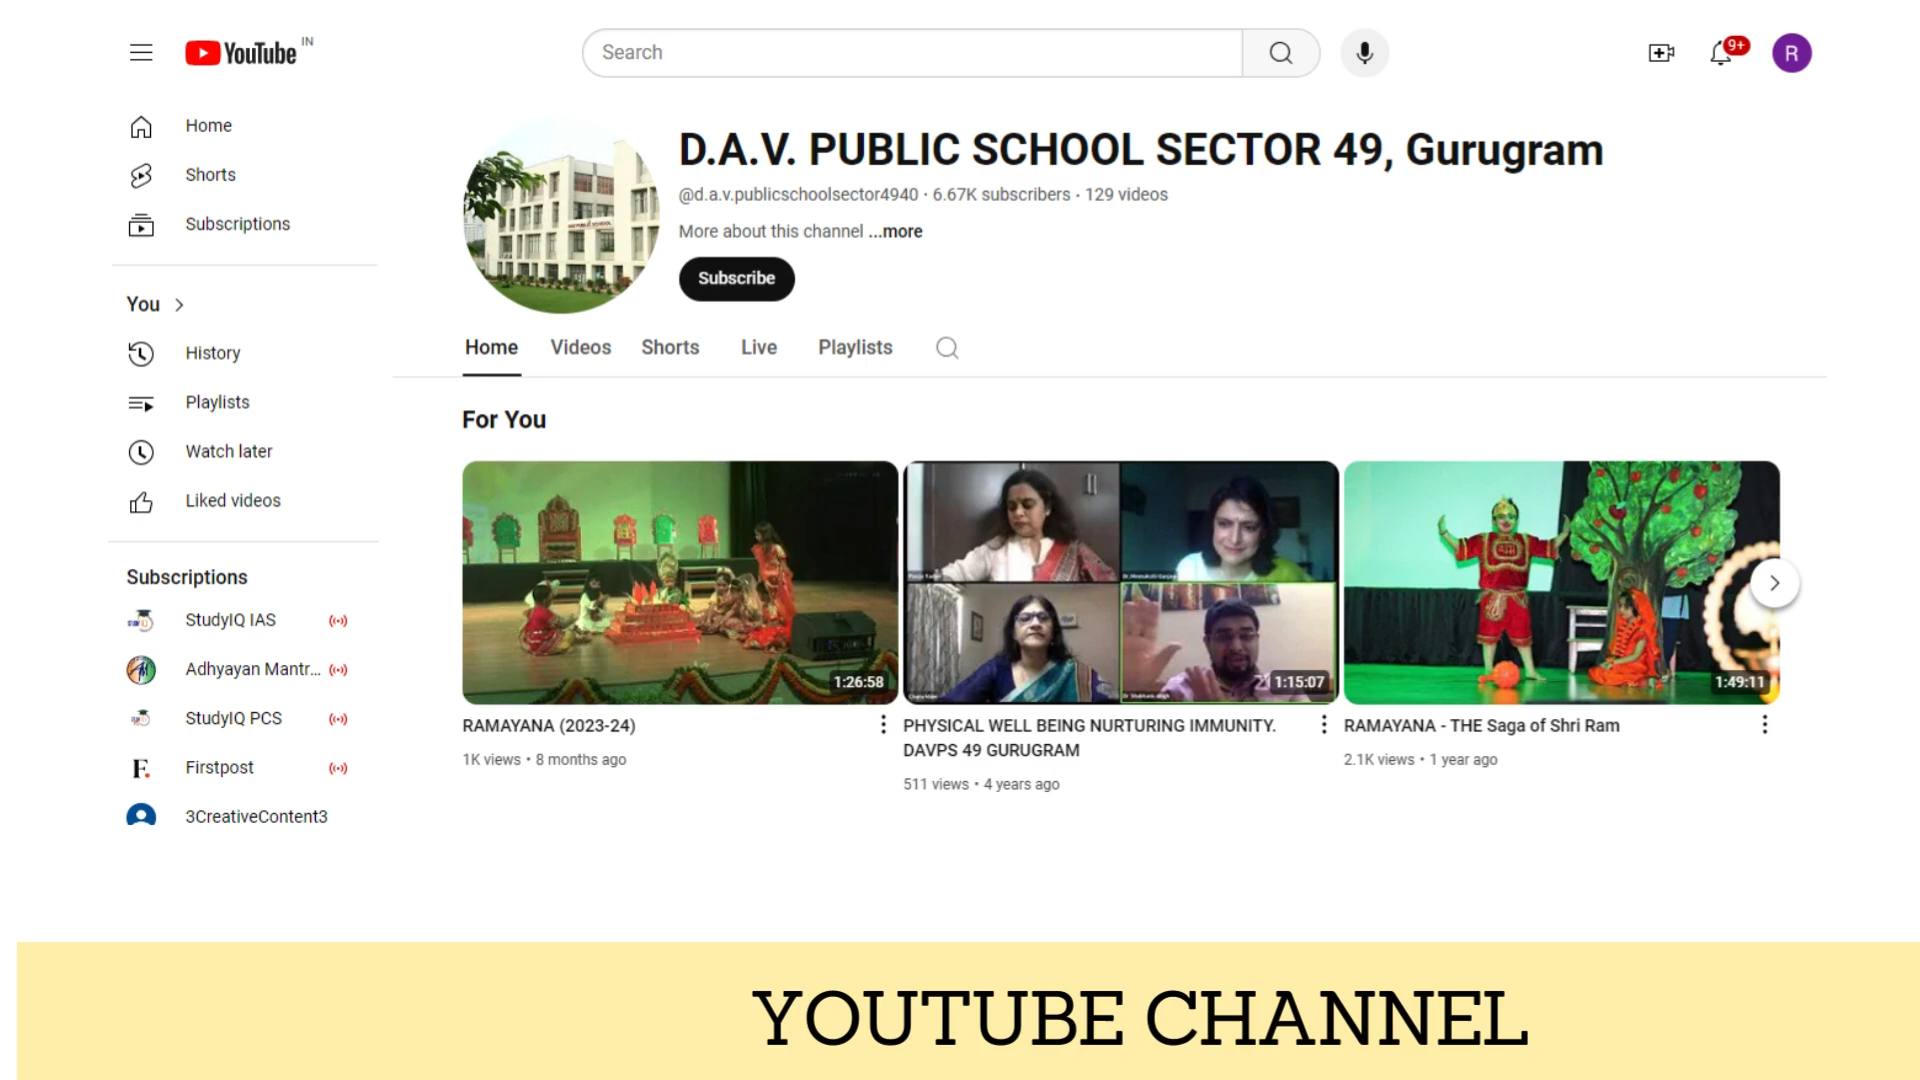 YouTube IN
Search
9+
R
Home
Shorts
Subscriptions
You
History
Playlists
Watch later
Liked videos
Subscriptions
StudyIQ IAS
Adhyayan Mantr...
StudyIQ PCS
Firstpost
3CreativeContent3
D.A.V. PUBLIC SCHOOL SECTOR 49, Gurugram
@d.a.v.publicschoolsector4940 · 6.67K subscribers · 129 videos
More about this channel ...more
Subscribe
Home Videos Shorts Live Playlists
For You
1:26:58
RAMAYANA (2023-24)
1K views • 8 months ago
1:15:07
PHYSICAL WELL BEING NURTURING IMMUNITY.
DAVPS 49 GURUGRAM
511 views • 4 years ago
1:49:11
RAMAYANA - THE Saga of Shri Ram
2.1K views • 1 year ago
YOUTUBE CHANNEL